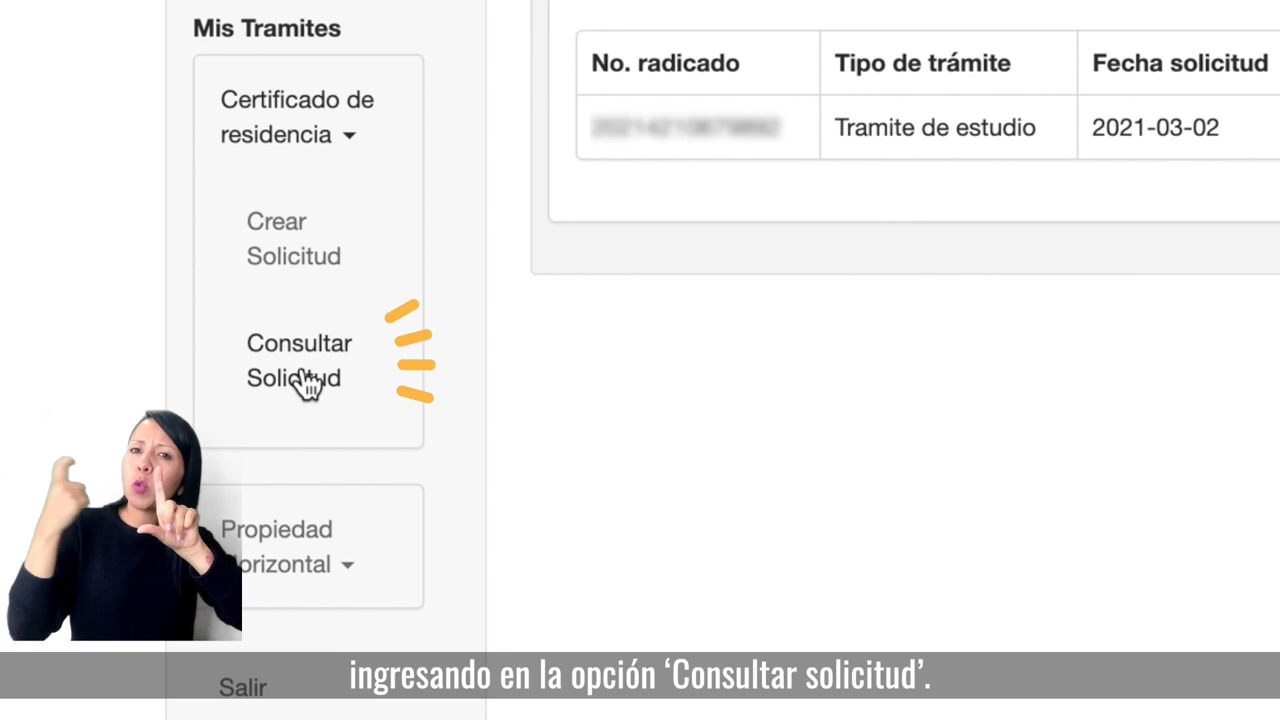 Mis Tramites
Certificado de
residencia
Crear
Solicitud
Consultar
Solicitud
Propiedad
Horizontal
Salir
No. radicado
Tipo de trámite
Fecha solicitud
Tramite de estudio
2021-03-02
ingresando en la opción ‘Consultar solicitud’.